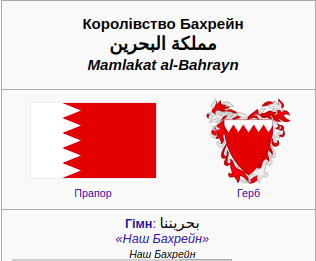 Королівство Бахрейн
مملكة البحرين
Mamlakat al-Bahrayn
Прапор Герб
Гімн: بحريننا
«Наш Бахрейн»
Наш Бахрейн